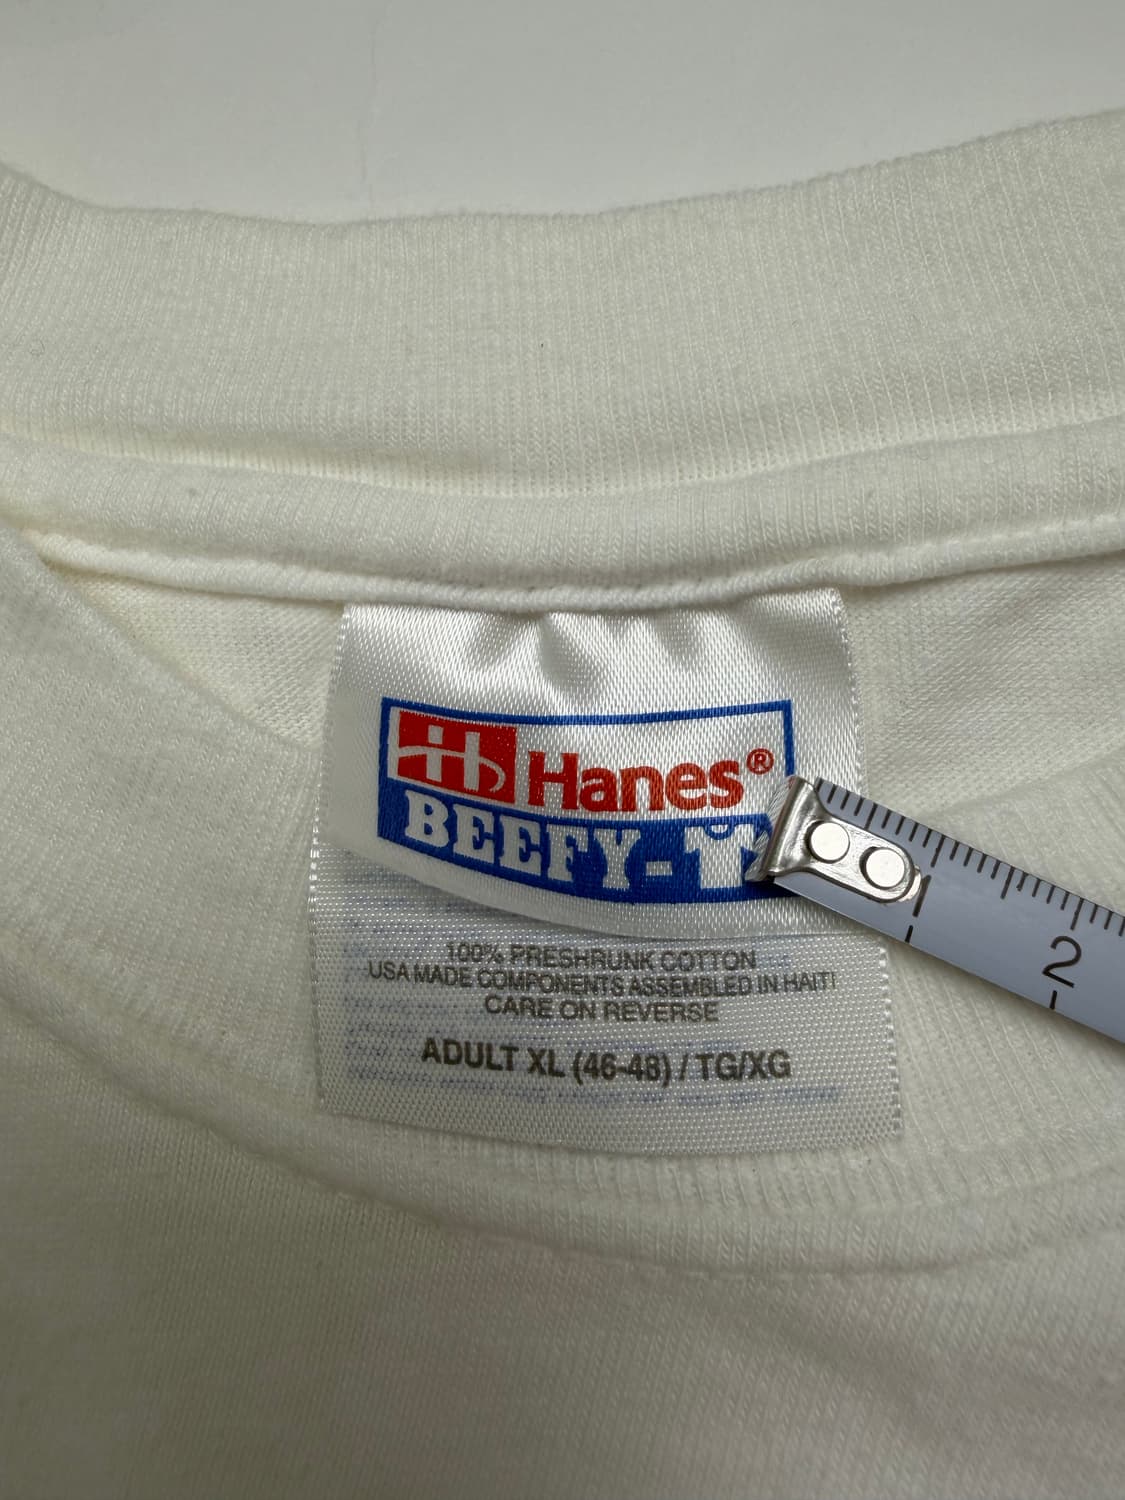 Hanes®
BEEFY-T
100% PRESHRUNK COTTON
USA MADE COMPONENTS ASSEMBLED IN HAITI
CARE ON REVERSE
ADULT XL (46-48) / TG/XG
1
2